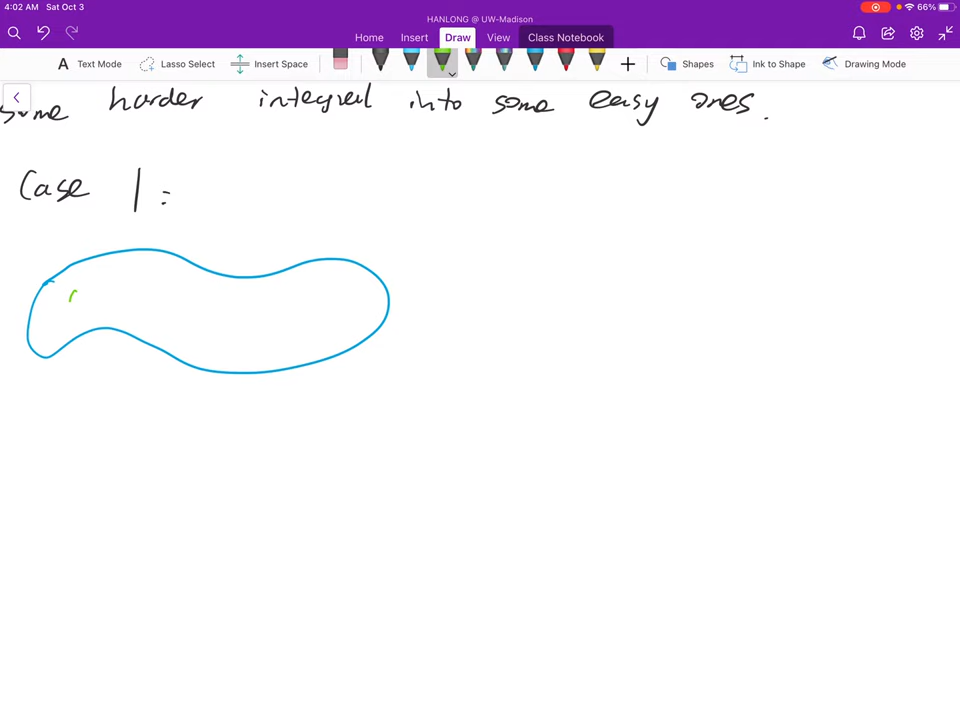 4:02 AM Sat Oct 3
66%
HANLONG @ UW-Madison
Home Insert Draw View Class Notebook
Text Mode Lasso Select Insert Space Shapes Ink to Shape Drawing Mode
some harder integral into some easy ones.
Case 1: